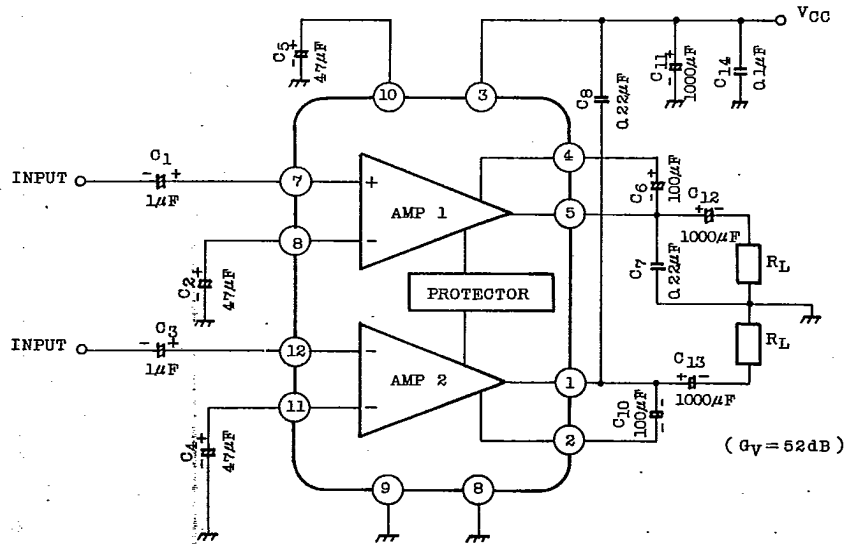 VCC
C5
- +
47μF
C8
0.22μF
C11
- +
1000μF
C14
0.1μF
10
3
INPUT
C1
- +
1μF
7
+
AMP 1
4
C6
- +
100μF
5
C12
+ -
1000μF
8
-
C2
- +
47μF
C7
0.22μF
RL
PROTECTOR
INPUT
C3
- +
1μF
12
-
AMP 2
RL
1
C13
+ -
1000μF
11
-
C10
100μF
-
2
C4
- +
47μF
(GV=52dB)
9
8